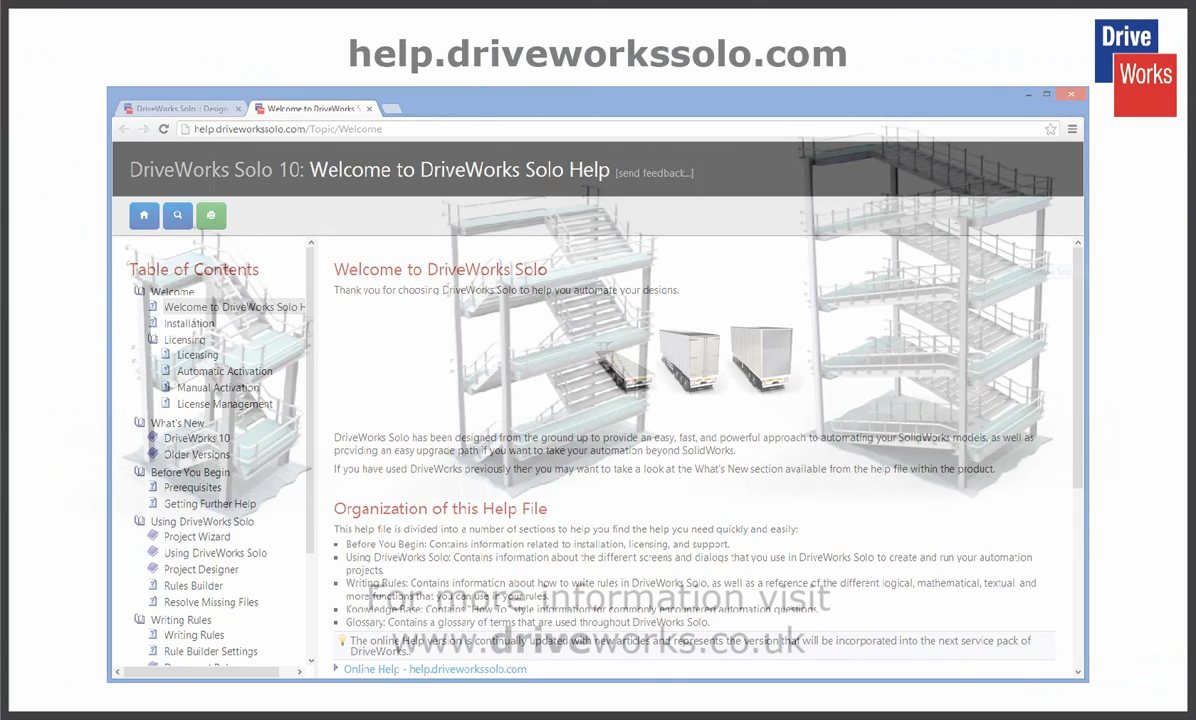 help.driveworkssolo.com
Drive
Works
DriveWorks Solo :: Design
Welcome to DriveWorks S
help.driveworkssolo.com/Topic/Welcome
DriveWorks Solo 10: Welcome to DriveWorks Solo Help [send feedback...]
Table of Contents
Welcome
Welcome to DriveWorks Solo H
Installation
Licensing
Licensing
Automatic Activation
Manual Activation
License Management
What's New
DriveWorks 10
Older Versions
Before You Begin
Prerequisites
Getting Further Help
Using DriveWorks Solo
Project Wizard
Using DriveWorks Solo
Project Designer
Rules Builder
Resolve Missing Files
Writing Rules
Writing Rules
Rule Builder Settings
Welcome to DriveWorks Solo
Thank you for choosing DriveWorks Solo to help you automate your designs.
DriveWorks Solo has been designed from the ground up to provide an easy, fast, and powerful approach to automating your SolidWorks models, as well as
providing an easy upgrade path if you want to take your automation beyond SolidWorks.
If you have used DriveWorks previously then you may want to take a look at the What's New section available from the help file within the product.
Organization of this Help File
This help file is divided into a number of sections to help you find the help you need quickly and easily:
Before You Begin: Contains information related to installation, licensing, and support.
Using DriveWorks Solo: Contains information about the different screens and dialogs that you use in DriveWorks Solo to create and run your automation
projects.
Writing Rules: Contains information about how to write rules in DriveWorks Solo, as well as a reference of the different logical, mathematical, textual, and
more functions that you can use in your rules.
Knowledge Base: Contains "How To" style information for commonly encountered automation questions.
Glossary: Contains a glossary of terms that are used throughout DriveWorks Solo.
The online Help version is continually updated with new articles and represents the version that will be incorporated into the next service pack of
DriveWorks.
Online Help - help.driveworkssolo.com
For more information visit
www.driveworks.co.uk